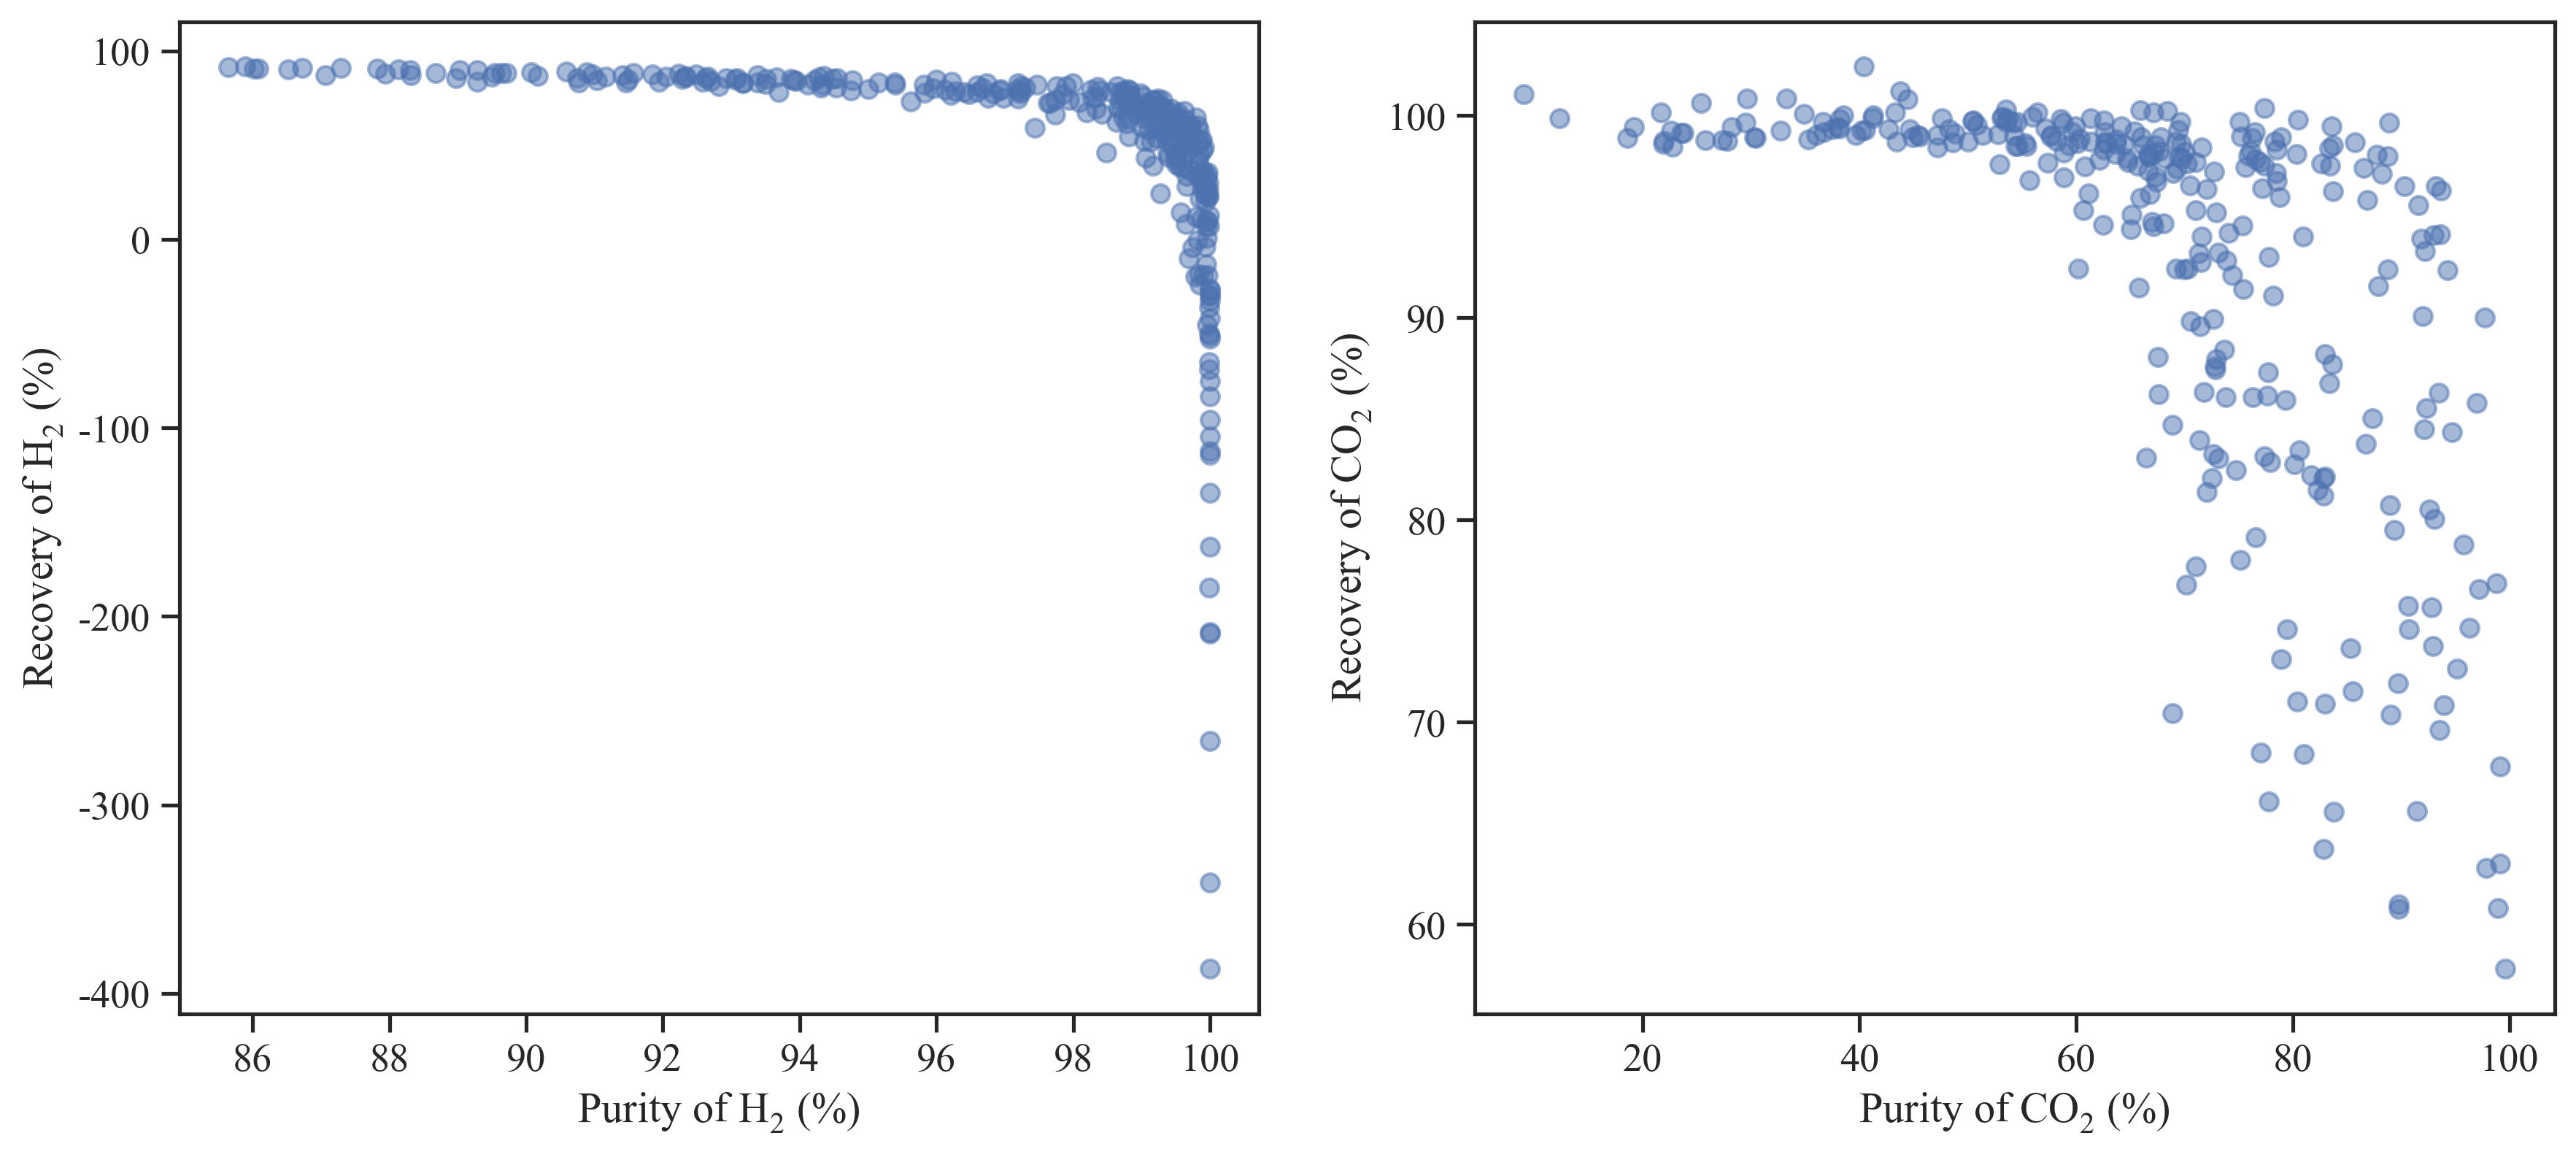 100
0
-100
-200
-300
-400
Recovery of H₂ (%)
86 88 90 92 94 96 98 100
Purity of H₂ (%)
100
90
80
70
60
Recovery of CO₂ (%)
20 40 60 80 100
Purity of CO₂ (%)